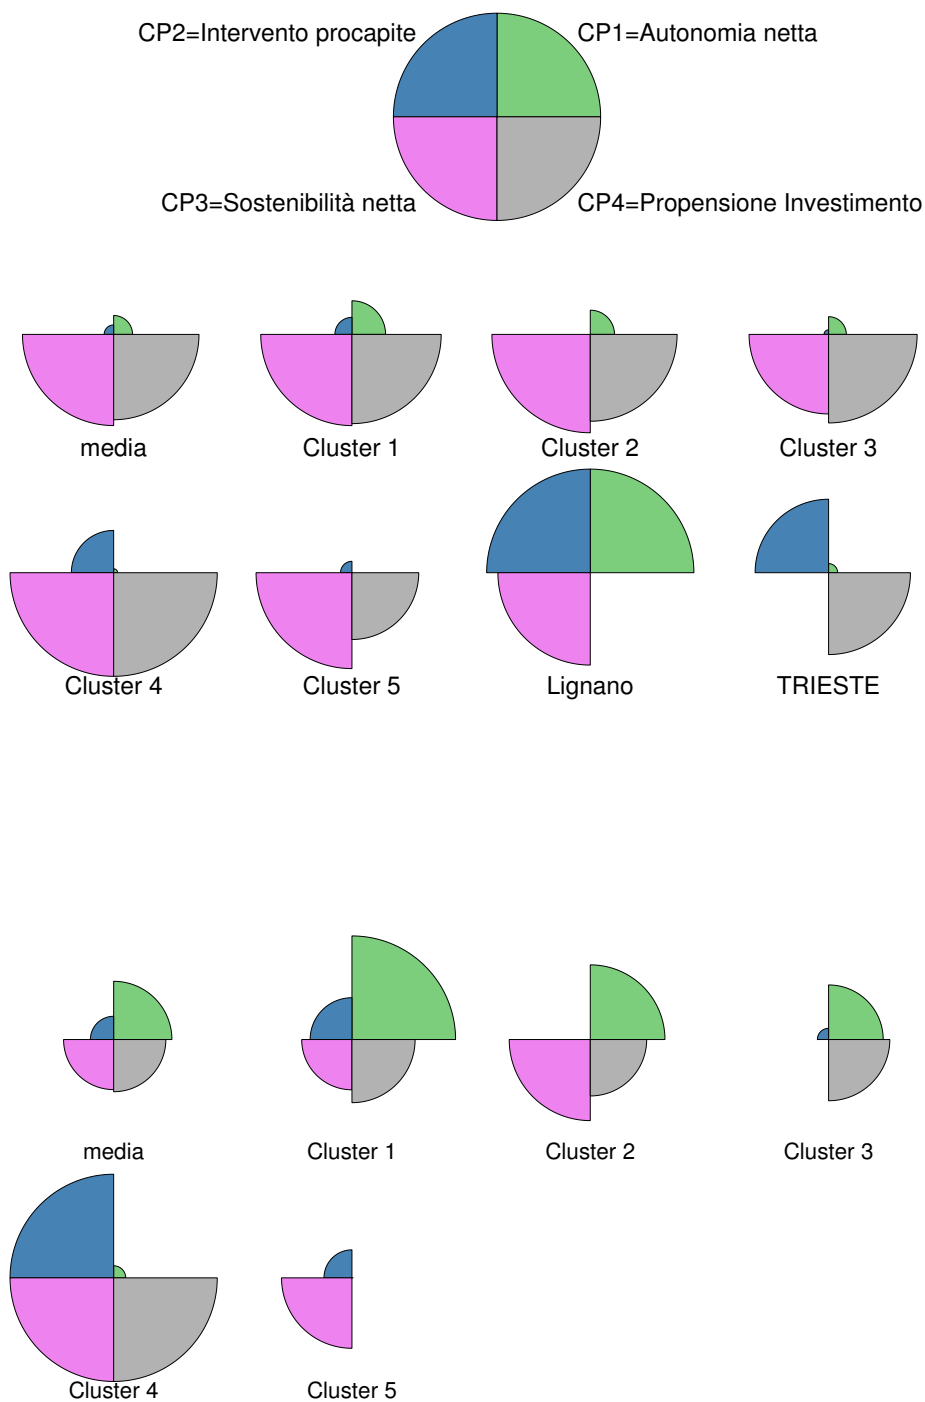 CP2=Intervento procapite
CP1=Autonomia netta
CP3=Sostenibilità netta
CP4=Propensione Investimento
media
Cluster 1
Cluster 2
Cluster 3
Cluster 4
Cluster 5
Lignano
TRIESTE
media
Cluster 1
Cluster 2
Cluster 3
Cluster 4
Cluster 5